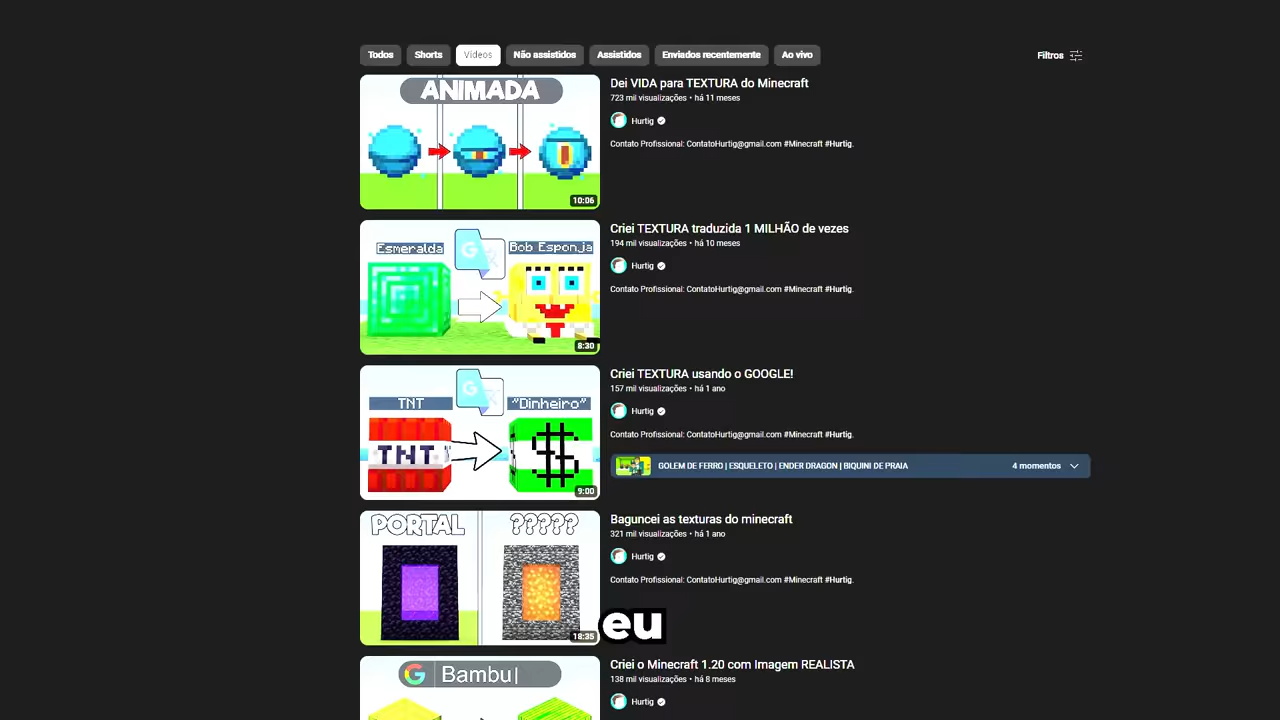 Todos Shorts Vídeos Não assistidos Assistidos Enviados recentemente Ao vivo Filtros
ANIMADA
10:06
Dei VIDA para TEXTURA do Minecraft
723 mil visualizações • há 11 meses
Hurtig
Contato Profissional: ContatoHurtig@gmail.com #Minecraft #Hurtig.
Esmeralda
G
Bob Esponja
8:30
Criei TEXTURA traduzida 1 MILHÃO de vezes
194 mil visualizações • há 10 meses
Hurtig
Contato Profissional: ContatoHurtig@gmail.com #Minecraft #Hurtig.
TNT
G
"Dinheiro"
TNT
$
9:00
Criei TEXTURA usando o GOOGLE!
157 mil visualizações • há 1 ano
Hurtig
Contato Profissional: ContatoHurtig@gmail.com #Minecraft #Hurtig.
GOLEM DE FERRO | ESQUELETO | ENDER DRAGON | BIQUINI DE PRAIA 4 momentos
PORTAL
?????
18:35
Baguncei as texturas do minecraft
321 mil visualizações • há 1 ano
Hurtig
Contato Profissional: ContatoHurtig@gmail.com #Minecraft #Hurtig.
eu
G Bambu|
Criei o Minecraft 1.20 com Imagem REALISTA
138 mil visualizações • há 8 meses
Hurtig